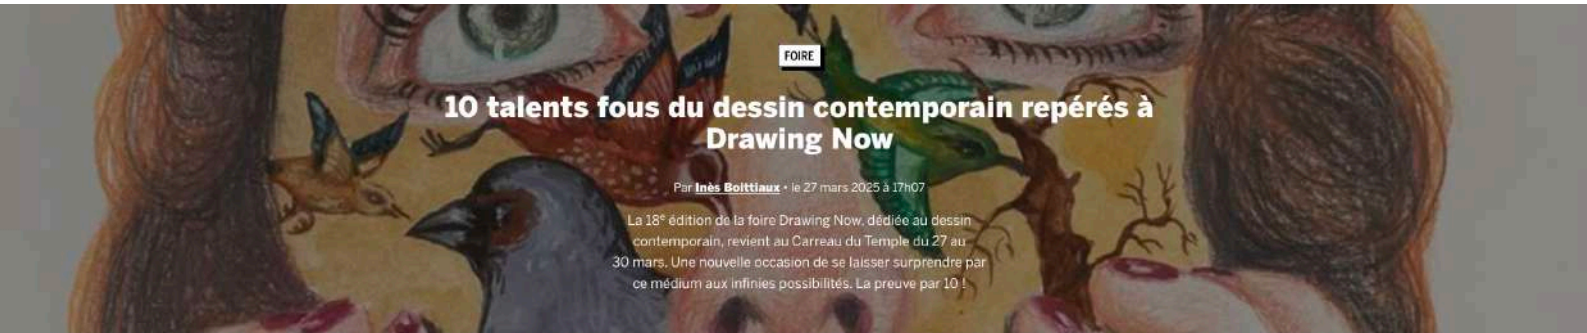 FOIRE
10 talents fous du dessin contemporain repérés à
Drawing Now
Par Inès Boittiaux • le 27 mars 2025 à 17h07
La 18e édition de la foire Drawing Now, dédiée au dessin
contemporain, revient au Carreau du Temple du 27 au
30 mars. Une nouvelle occasion de se laisser surprendre par
ce médium aux infinies possibilités. La preuve par 10 !